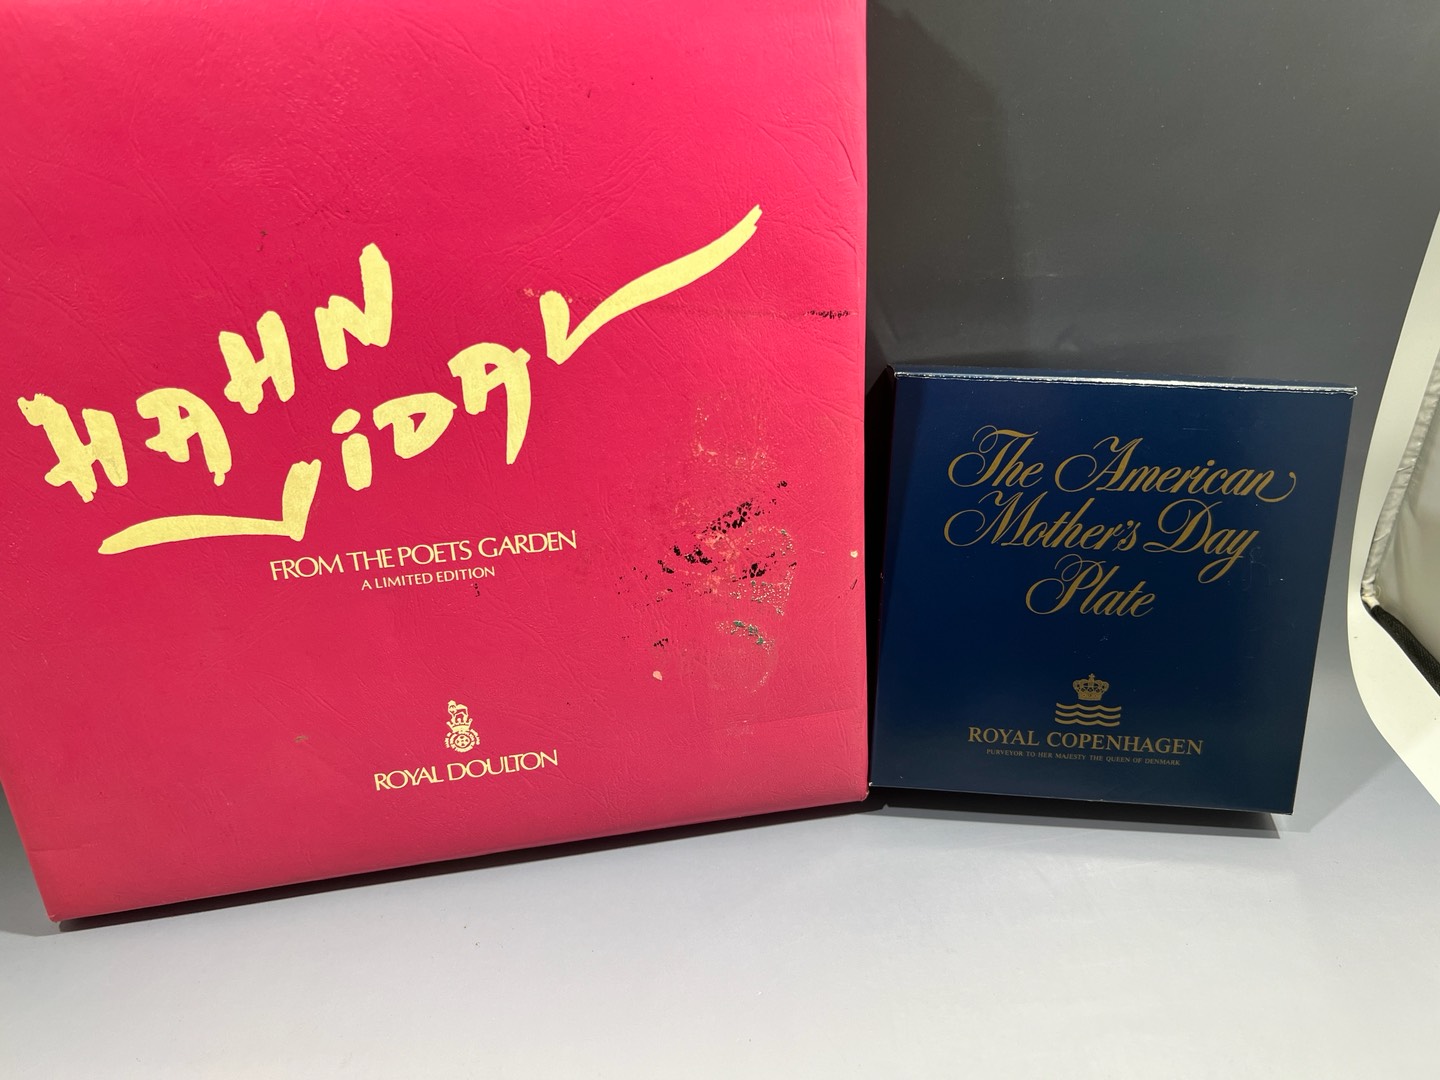 HAHN
VIDAL
FROM THE POETS GARDEN
A LIMITED EDITION
ROYAL DOULTON
The American
Mother's Day
Plate
ROYAL COPENHAGEN
PURVEYOR TO HER MAJESTY THE QUEEN OF DENMARK